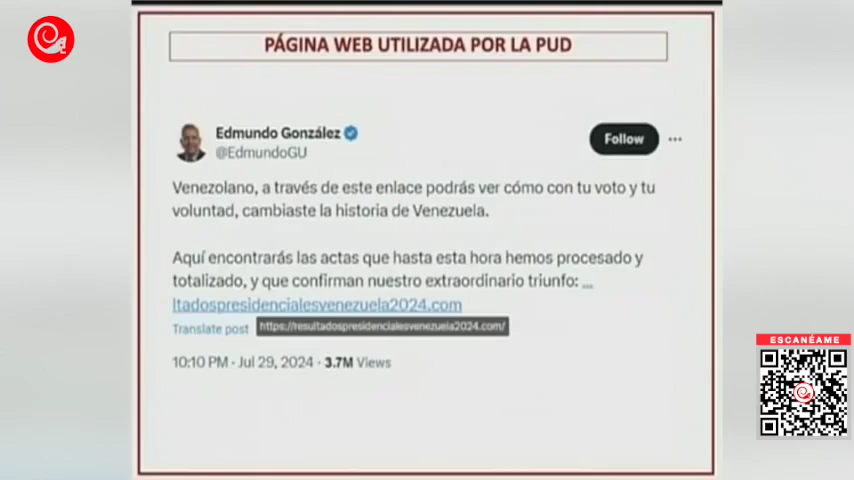 PÁGINA WEB UTILIZADA POR LA PUD
Edmundo González
@EdmundoGU
Follow
Venezolano, a través de este enlace podrás ver cómo con tu voto y tu
voluntad, cambiaste la historia de Venezuela.
Aquí encontrarás las actas que hasta esta hora hemos procesado y
totalizado, y que confirman nuestro extraordinario triunfo: ...
ltadospresidencialesvenezuela2024.com
Translate post
https://resultadospresidencialesvenezuela2024.com/
10:10 PM · Jul 29, 2024 · 3.7M Views
ESCANÉAME